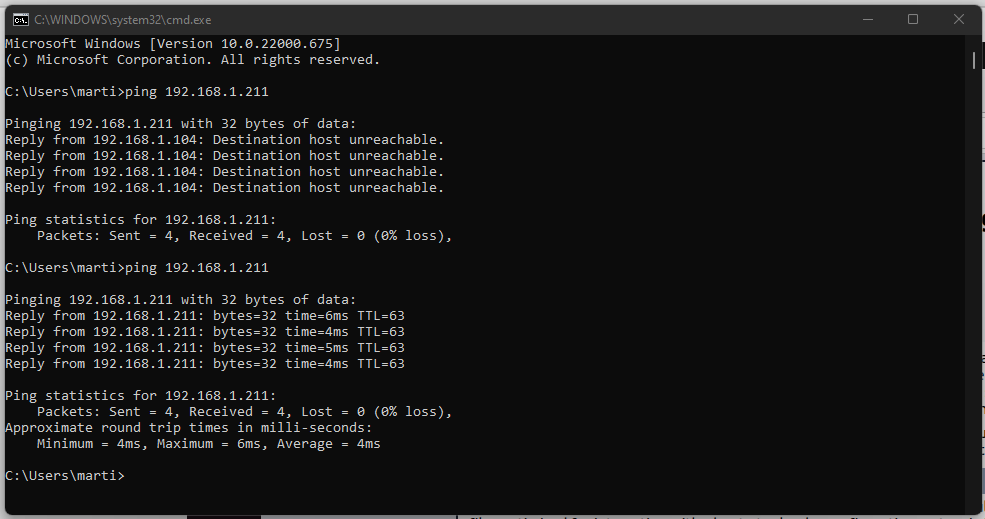 C:\WINDOWS\system32\cmd.exe
Microsoft Windows [Version 10.0.22000.675]
(c) Microsoft Corporation. All rights reserved.
C:\Users\marti>ping 192.168.1.211
Pinging 192.168.1.211 with 32 bytes of data:
Reply from 192.168.1.104: Destination host unreachable.
Reply from 192.168.1.104: Destination host unreachable.
Reply from 192.168.1.104: Destination host unreachable.
Reply from 192.168.1.104: Destination host unreachable.
Ping statistics for 192.168.1.211:
    Packets: Sent = 4, Received = 4, Lost = 0 (0% loss),
C:\Users\marti>ping 192.168.1.211
Pinging 192.168.1.211 with 32 bytes of data:
Reply from 192.168.1.211: bytes=32 time=6ms TTL=63
Reply from 192.168.1.211: bytes=32 time=4ms TTL=63
Reply from 192.168.1.211: bytes=32 time=5ms TTL=63
Reply from 192.168.1.211: bytes=32 time=4ms TTL=63
Ping statistics for 192.168.1.211:
    Packets: Sent = 4, Received = 4, Lost = 0 (0% loss),
Approximate round trip times in milli-seconds:
    Minimum = 4ms, Maximum = 6ms, Average = 4ms
C:\Users\marti>